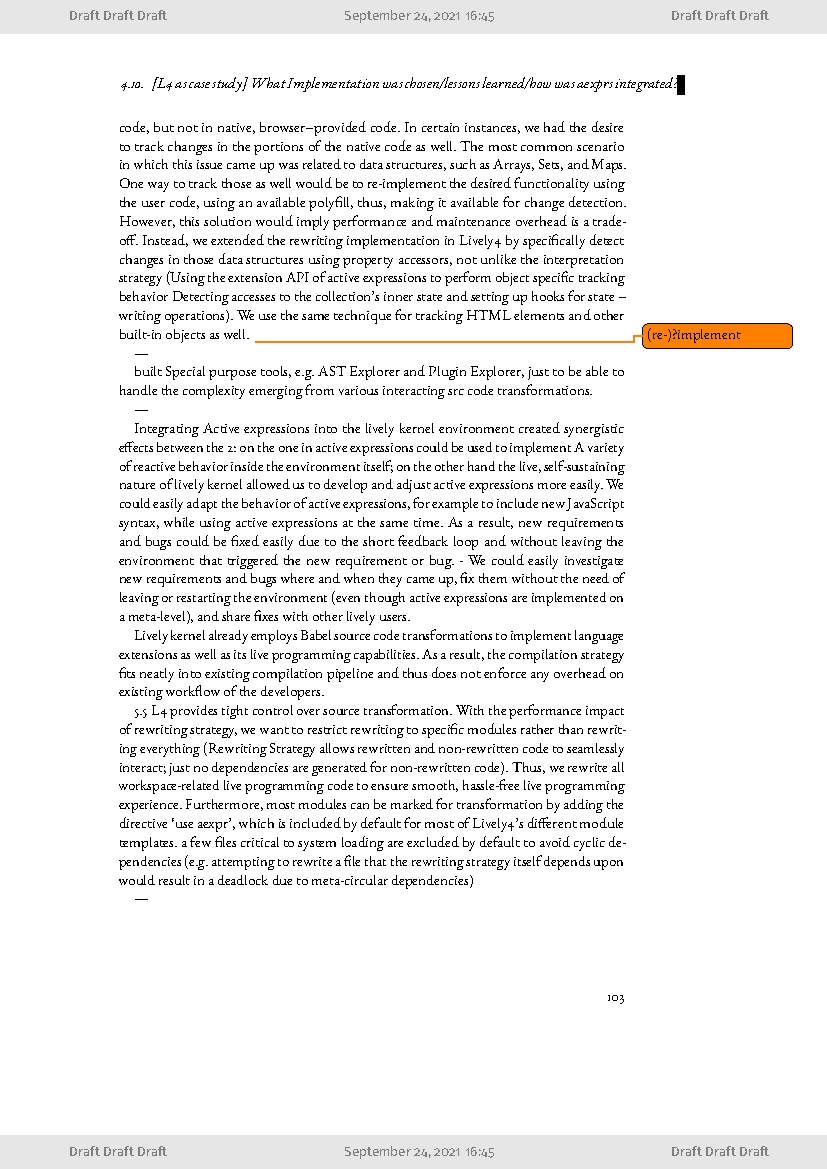 Draft Draft Draft September 24, 2021 16:45 Draft Draft Draft
4.10. [L4 as case study] What Implementation was chosen/lessons learned/how was aexprs integrated?
code, but not in native, browser–provided code. In certain instances, we had the desire
to track changes in the portions of the native code as well. The most common scenario
in which this issue came up was related to data structures, such as Arrays, Sets, and Maps.
One way to track those as well would be to re-implement the desired functionality using
the user code, using an available polyfill, thus, making it available for change detection.
However, this solution would imply performance and maintenance overhead is a trade-
off. Instead, we extended the rewriting implementation in Lively4 by specifically detect
changes in those data structures using property accessors, not unlike the interpretation
strategy (Using the extension API of active expressions to perform object specific tracking
behavior Detecting accesses to the collection's inner state and setting up hooks for state –
writing operations). We use the same technique for tracking HTML elements and other
built-in objects as well.
(re-)?implement
—
built Special purpose tools, e.g. AST Explorer and Plugin Explorer, just to be able to
handle the complexity emerging from various interacting src code transformations.
—
Integrating Active expressions into the lively kernel environment created synergistic
effects between the 2: on the one in active expressions could be used to implement A variety
of reactive behavior inside the environment itself; on the other hand the live, self-sustaining
nature of lively kernel allowed us to develop and adjust active expressions more easily. We
could easily adapt the behavior of active expressions, for example to include new JavaScript
syntax, while using active expressions at the same time. As a result, new requirements
and bugs could be fixed easily due to the short feedback loop and without leaving the
environment that triggered the new requirement or bug. - We could easily investigate
new requirements and bugs where and when they came up, fix them without the need of
leaving or restarting the environment (even though active expressions are implemented on
a meta-level), and share fixes with other lively users.
Lively kernel already employs Babel source code transformations to implement language
extensions as well as its live programming capabilities. As a result, the compilation strategy
fits neatly into existing compilation pipeline and thus does not enforce any overhead on
existing workflow of the developers.
5.5 L4 provides tight control over source transformation. With the performance impact
of rewriting strategy, we want to restrict rewriting to specific modules rather than rewrit-
ing everything (Rewriting Strategy allows rewritten and non-rewritten code to seamlessly
interact; just no dependencies are generated for non-rewritten code). Thus, we rewrite all
workspace-related live programming code to ensure smooth, hassle-free live programming
experience. Furthermore, most modules can be marked for transformation by adding the
directive 'use aexpr', which is included by default for most of Lively4's different module
templates. a few files critical to system loading are excluded by default to avoid cyclic de-
pendencies (e.g. attempting to rewrite a file that the rewriting strategy itself depends upon
would result in a deadlock due to meta-circular dependencies)
—
103
Draft Draft Draft September 24, 2021 16:45 Draft Draft Draft